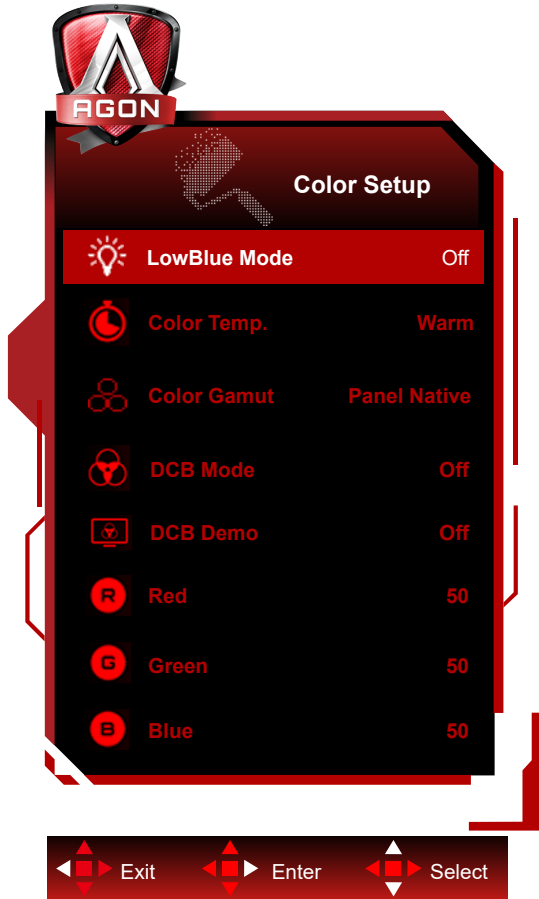 AGON
Color Setup
LowBlue Mode Off
Color Temp. Warm
Color Gamut Panel Native
DCB Mode Off
DCB Demo Off
R Red 50
G Green 50
B Blue 50
Exit Enter Select